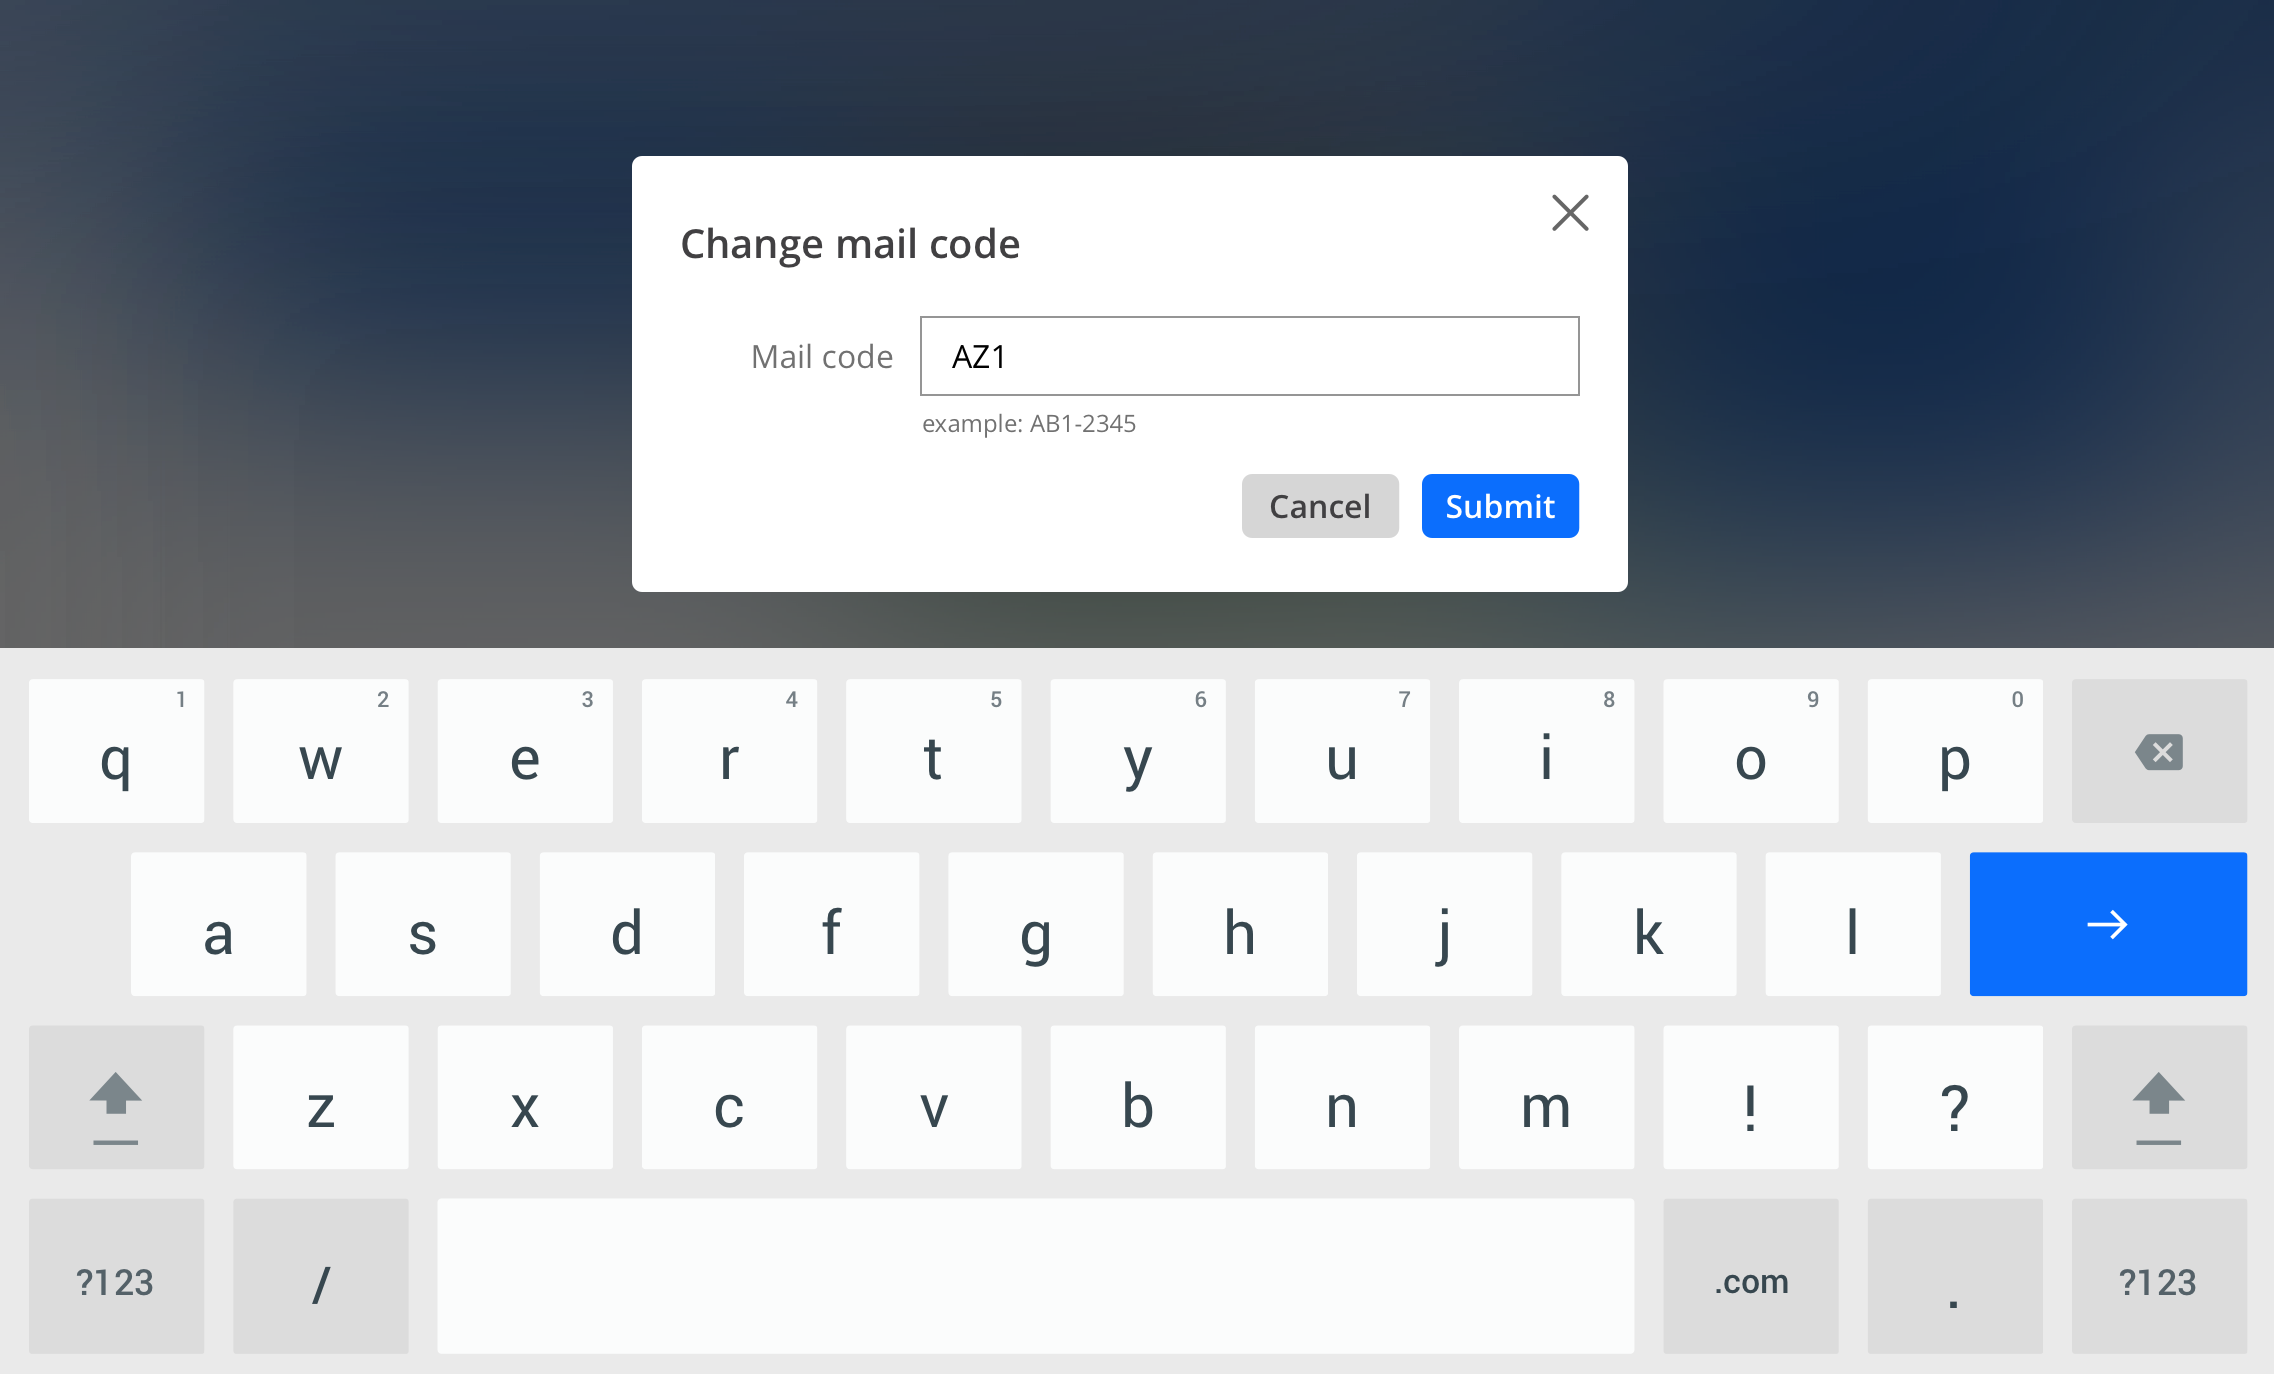 Change mail code
Mail code AZ1
example: AB1-2345
Cancel Submit
1 2 3 4 5 6 7 8 9 0
q w e r t y u i o p
a s d f g h j k l
z x c v b n m ! ?
?123 / .com . ?123